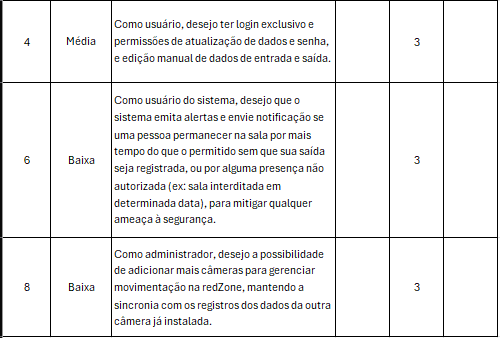 Como usuário, desejo ter login exclusivo e
4 Média permissões de atualização de dados e senha, 3
e edição manual de dados de entrada e saída.
Como usuário do sistema, desejo que o
sistema emita alertas e envie notificação se
uma pessoa permanecer na sala por mais
tempo do que o permitido sem que sua saída
6 Baixa seja registrada, ou por alguma presença não 3
autorizada (ex: sala interditada em
determinada data), para mitigar qualquer
ameaça à segurança.
Como administrador, desejo a possibilidade
de adicionar mais câmeras para gerenciar
8 Baixa movimentação na redZone, mantendo a 3
sincronia com os registros dos dados da outra
câmera já instalada.